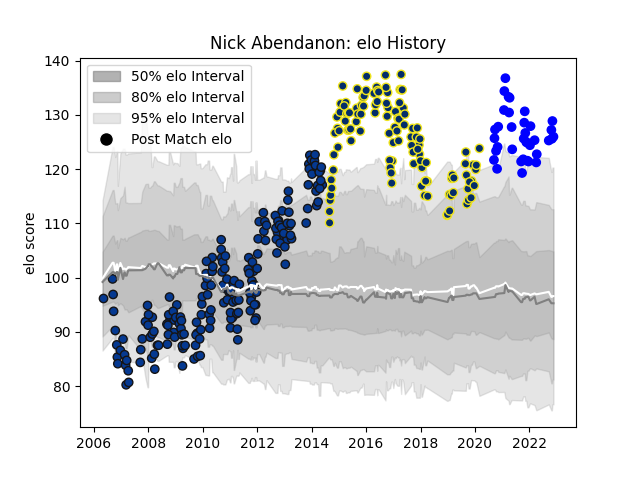 Nick Abendanon: elo History
50% elo Interval
80% elo Interval
95% elo Interval
Post Match elo
elo score
140
130
120
110
100
90
80
2006 2008 2010 2012 2014 2016 2018 2020 2022